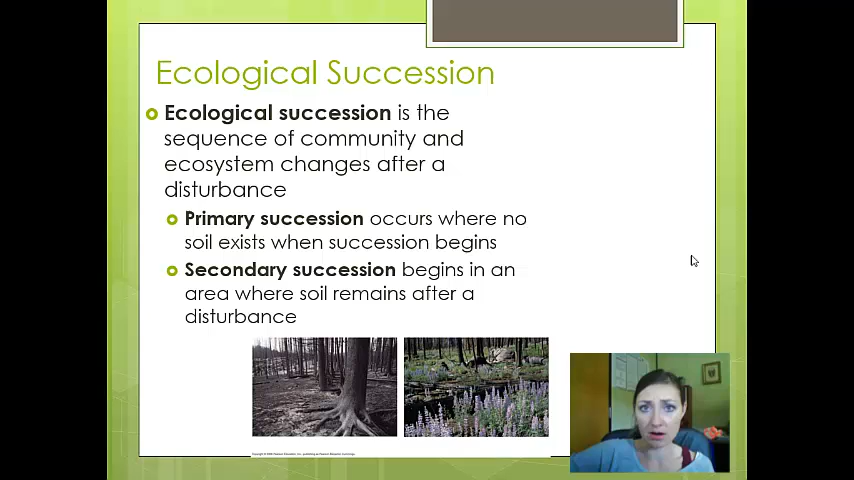 Ecological Succession
Ecological succession is the
sequence of community and
ecosystem changes after a
disturbance
Primary succession occurs where no
soil exists when succession begins
Secondary succession begins in an
area where soil remains after a
disturbance